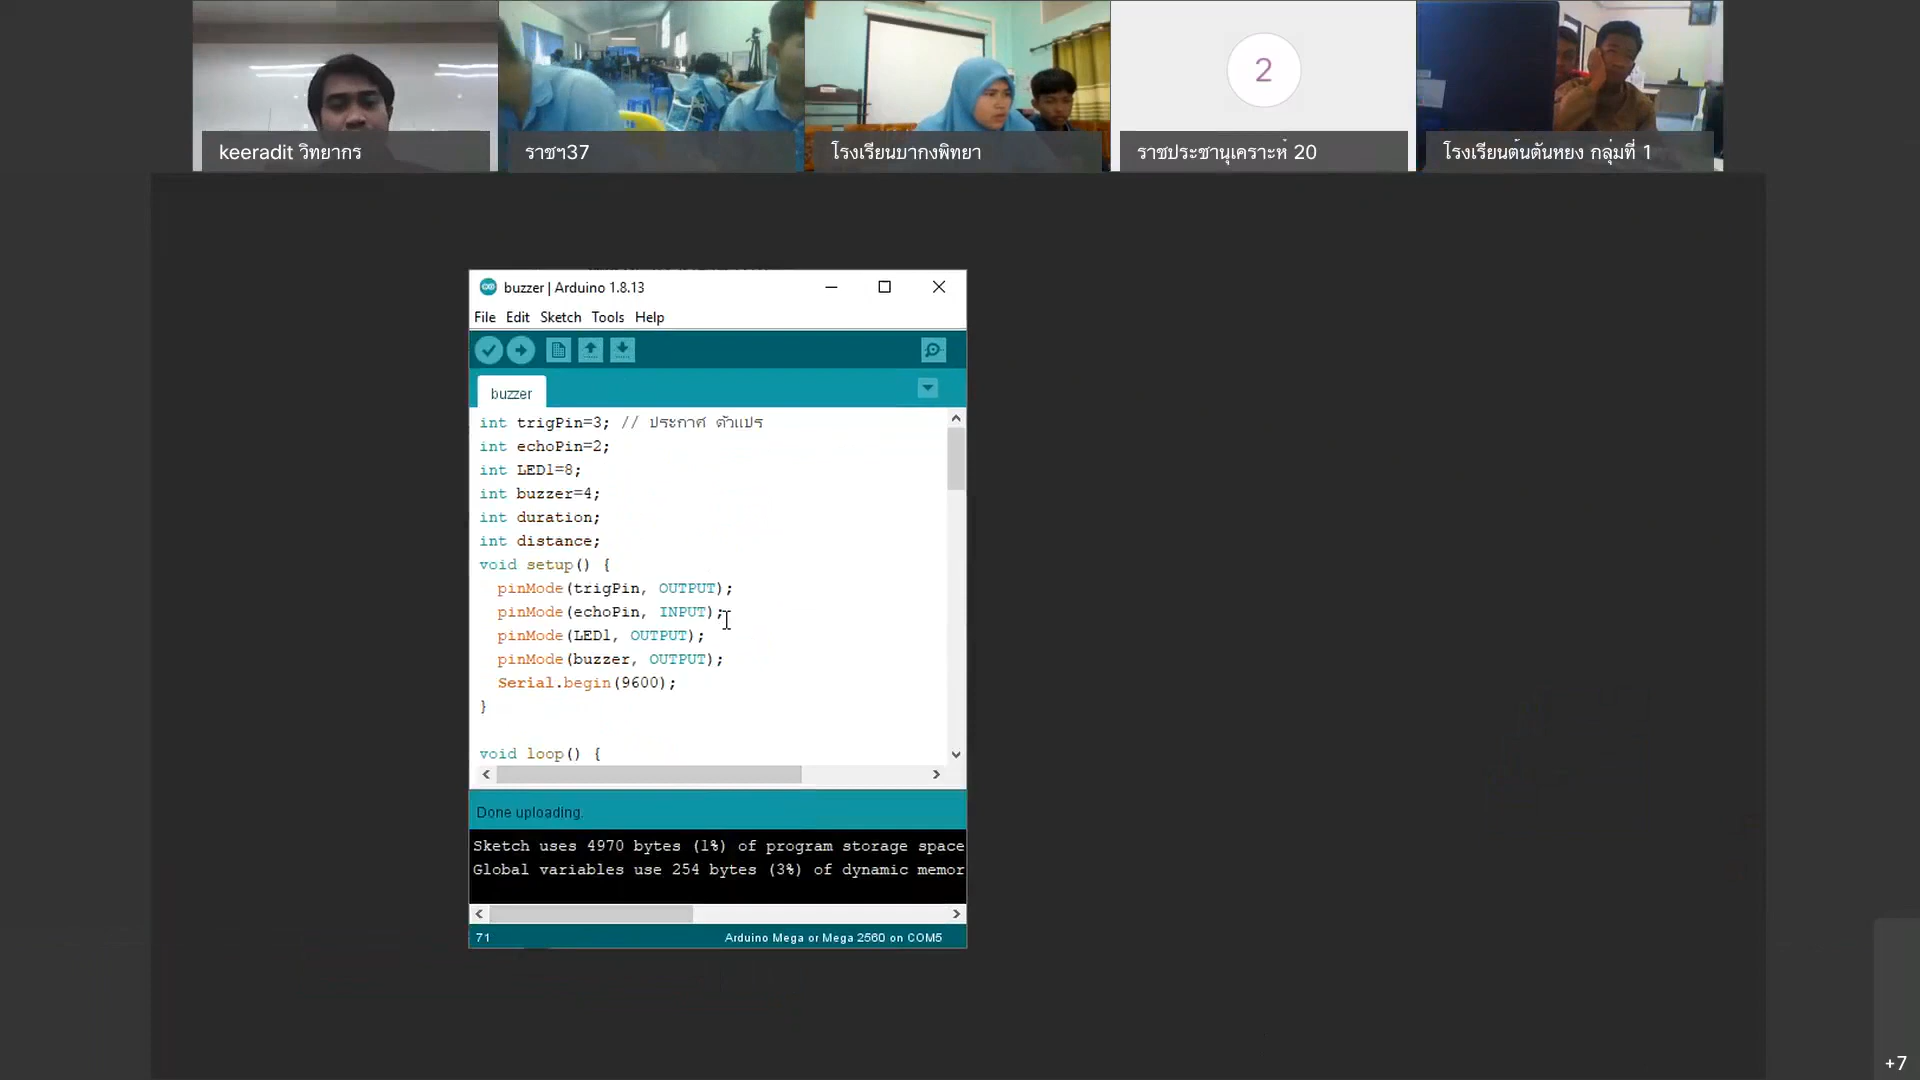 keeradit วิทยากร
ราชฯ37
โรงเรียนบากงพิทยา
2
ราชประชานุเคราะห์ 20
โรงเรียนต้นตันหยง กลุ่มที่ 1
buzzer | Arduino 1.8.13
File Edit Sketch Tools Help
buzzer
int trigPin=3; // ประกาศ ตัวแปร
int echoPin=2;
int LED1=8;
int buzzer=4;
int duration;
int distance;
void setup() {
pinMode(trigPin, OUTPUT);
pinMode(echoPin, INPUT);
pinMode(LED1, OUTPUT);
pinMode(buzzer, OUTPUT);
Serial.begin(9600);
}
void loop() {
Done uploading.
Sketch uses 4970 bytes (1%) of program storage space
Global variables use 254 bytes (3%) of dynamic memor
71
Arduino Mega or Mega 2560 on COM5
+7